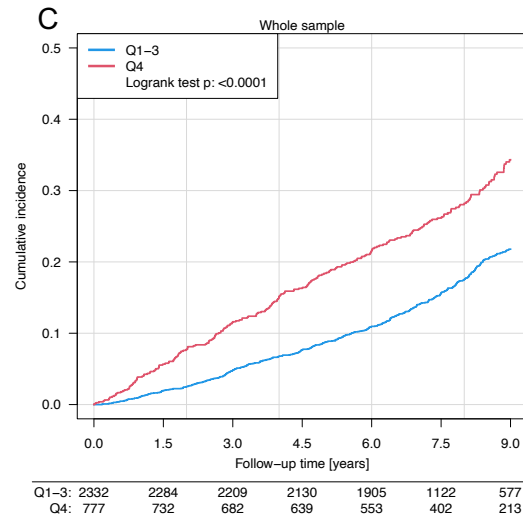 C
Whole sample
Q1−3
Q4
Logrank test p: <0.0001
Cumulative incidence
0.5
0.4
0.3
0.2
0.1
0.0
0.0 1.5 3.0 4.5 6.0 7.5 9.0
Follow−up time [years]
Q1−3: 2332 2284 2209 2130 1905 1122 577
Q4: 777 732 682 639 553 402 213